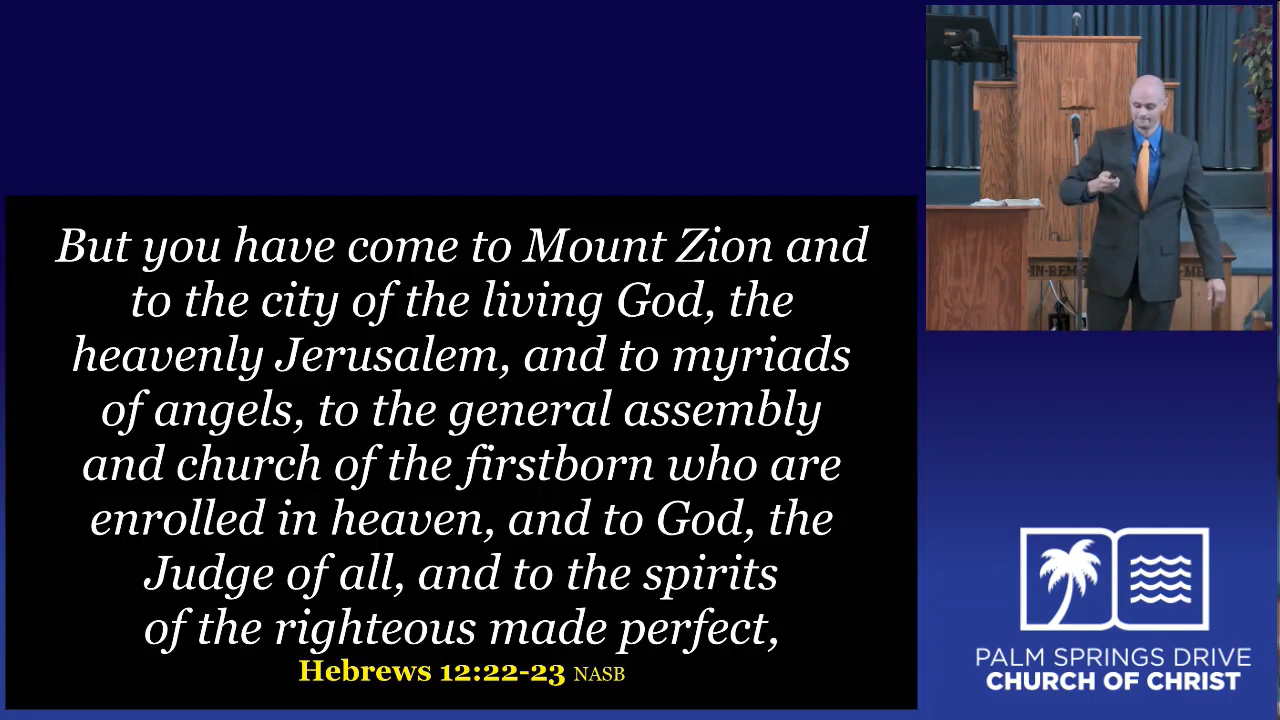 But you have come to Mount Zion and
to the city of the living God, the
heavenly Jerusalem, and to myriads
of angels, to the general assembly
and church of the firstborn who are
enrolled in heaven, and to God, the
Judge of all, and to the spirits
of the righteous made perfect,
Hebrews 12:22-23 NASB
IN REM
ME
PALM SPRINGS DRIVE
CHURCH OF CHRIST